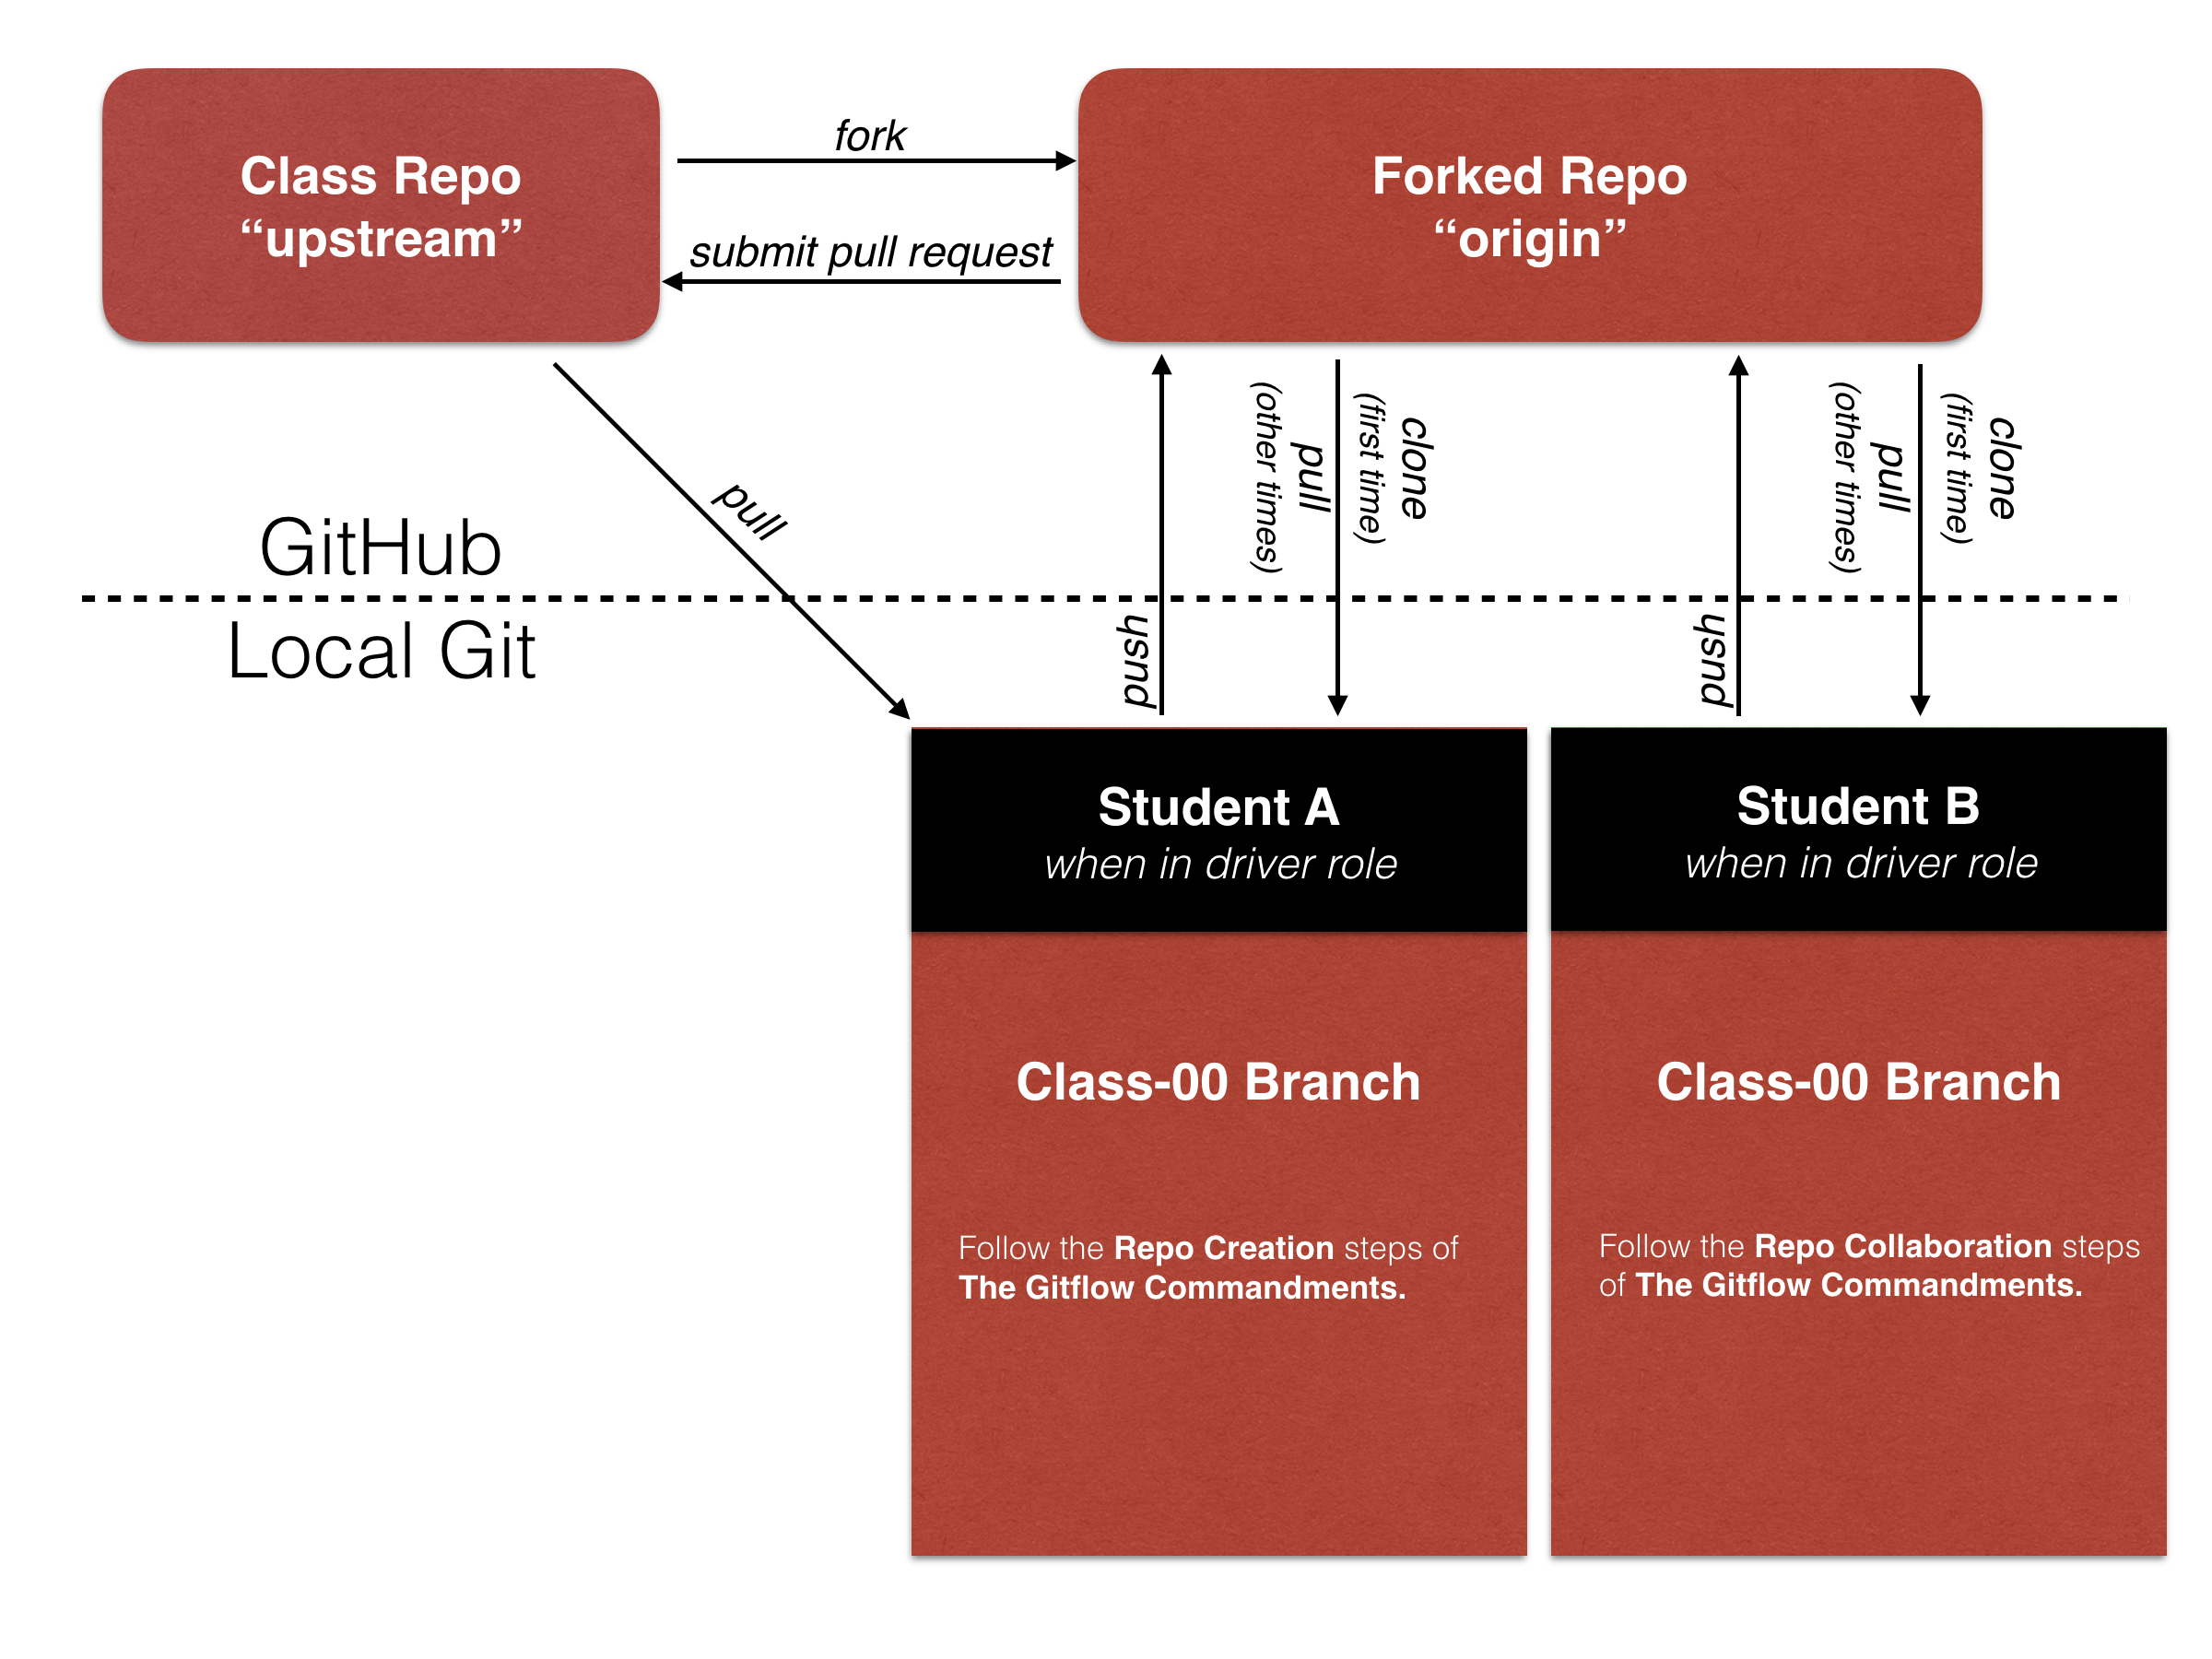 Class Repo
“upstream”
fork
submit pull request
Forked Repo
“origin”
pull
GitHub
Local Git
push
pull
(other times)
clone
(first time)
push
pull
(other times)
clone
(first time)
Student A
when in driver role
Class-00 Branch
Follow the Repo Creation steps of
The Gitflow Commandments.
Student B
when in driver role
Class-00 Branch
Follow the Repo Collaboration steps
of The Gitflow Commandments.